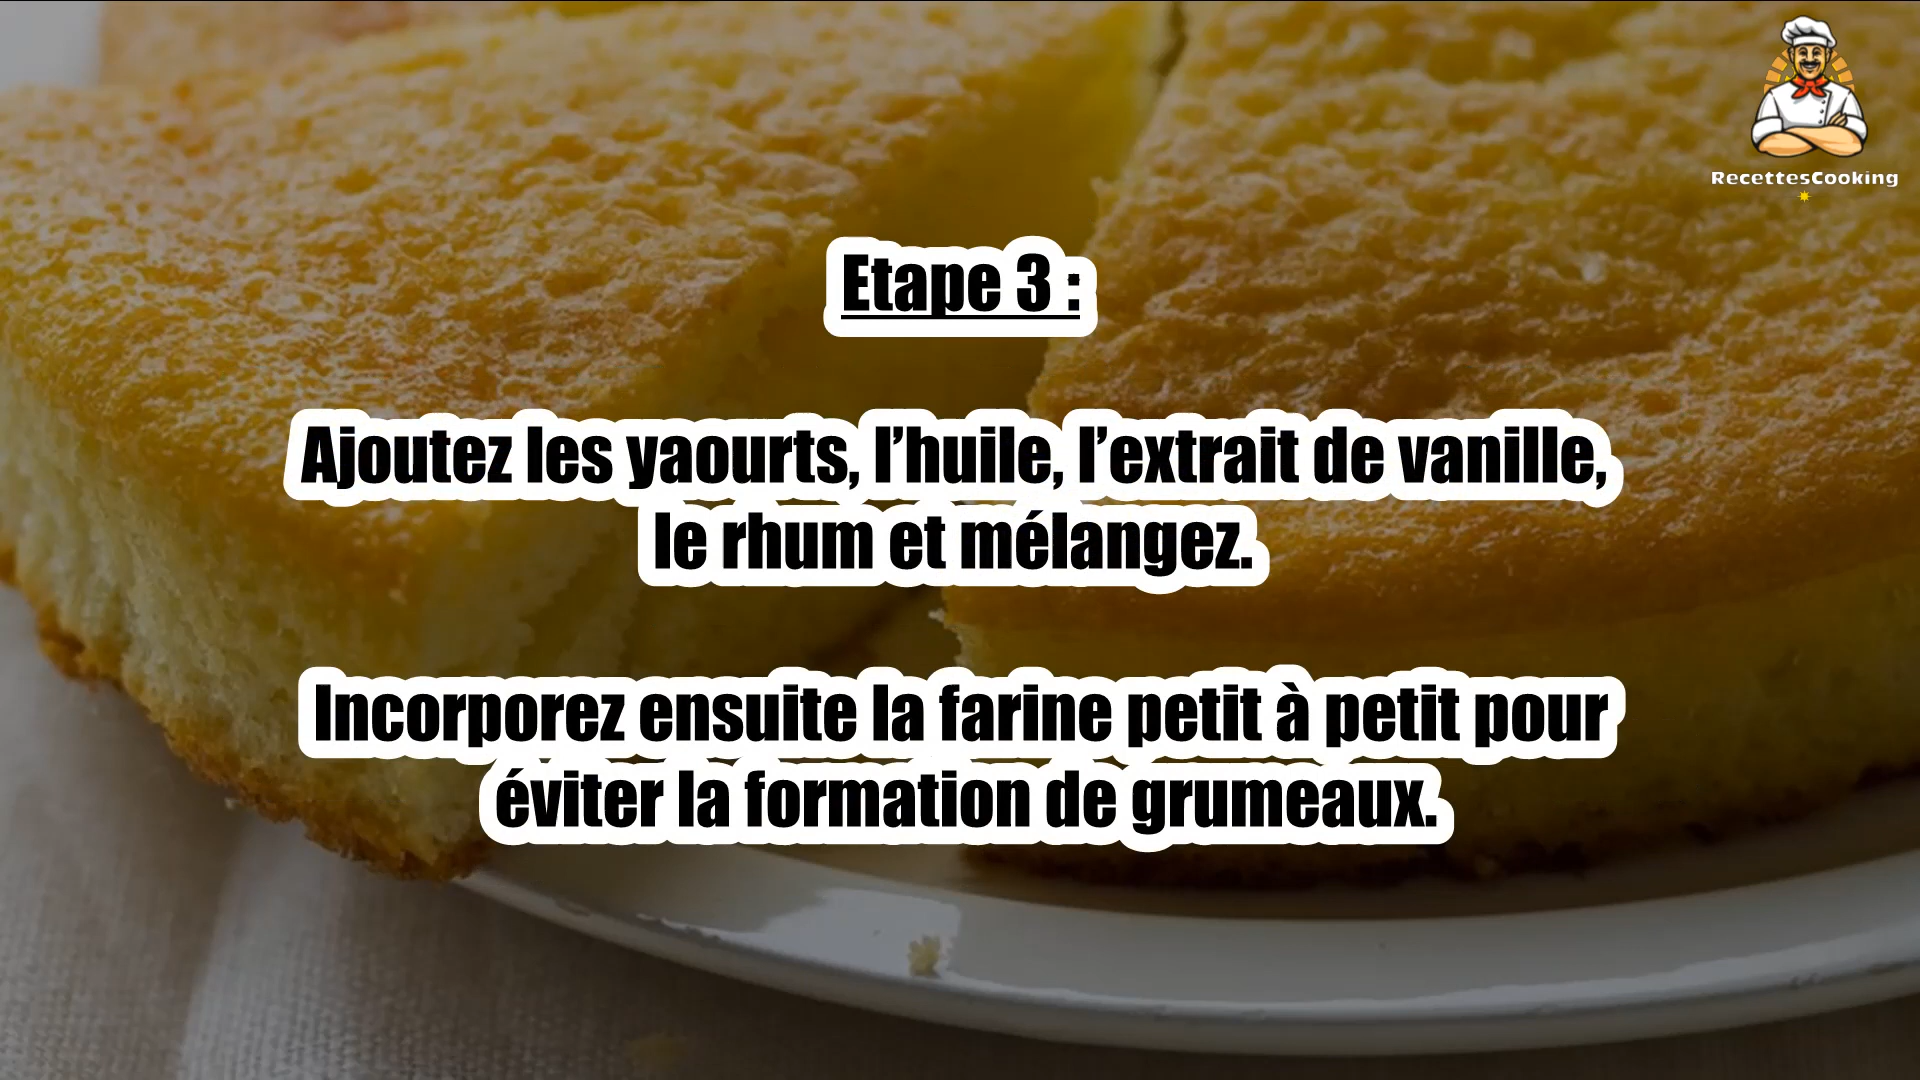 RecettesCooking
Etape 3 :
Ajoutez les yaourts, l’huile, l’extrait de vanille,
le rhum et mélangez.
Incorporez ensuite la farine petit à petit pour
éviter la formation de grumeaux.